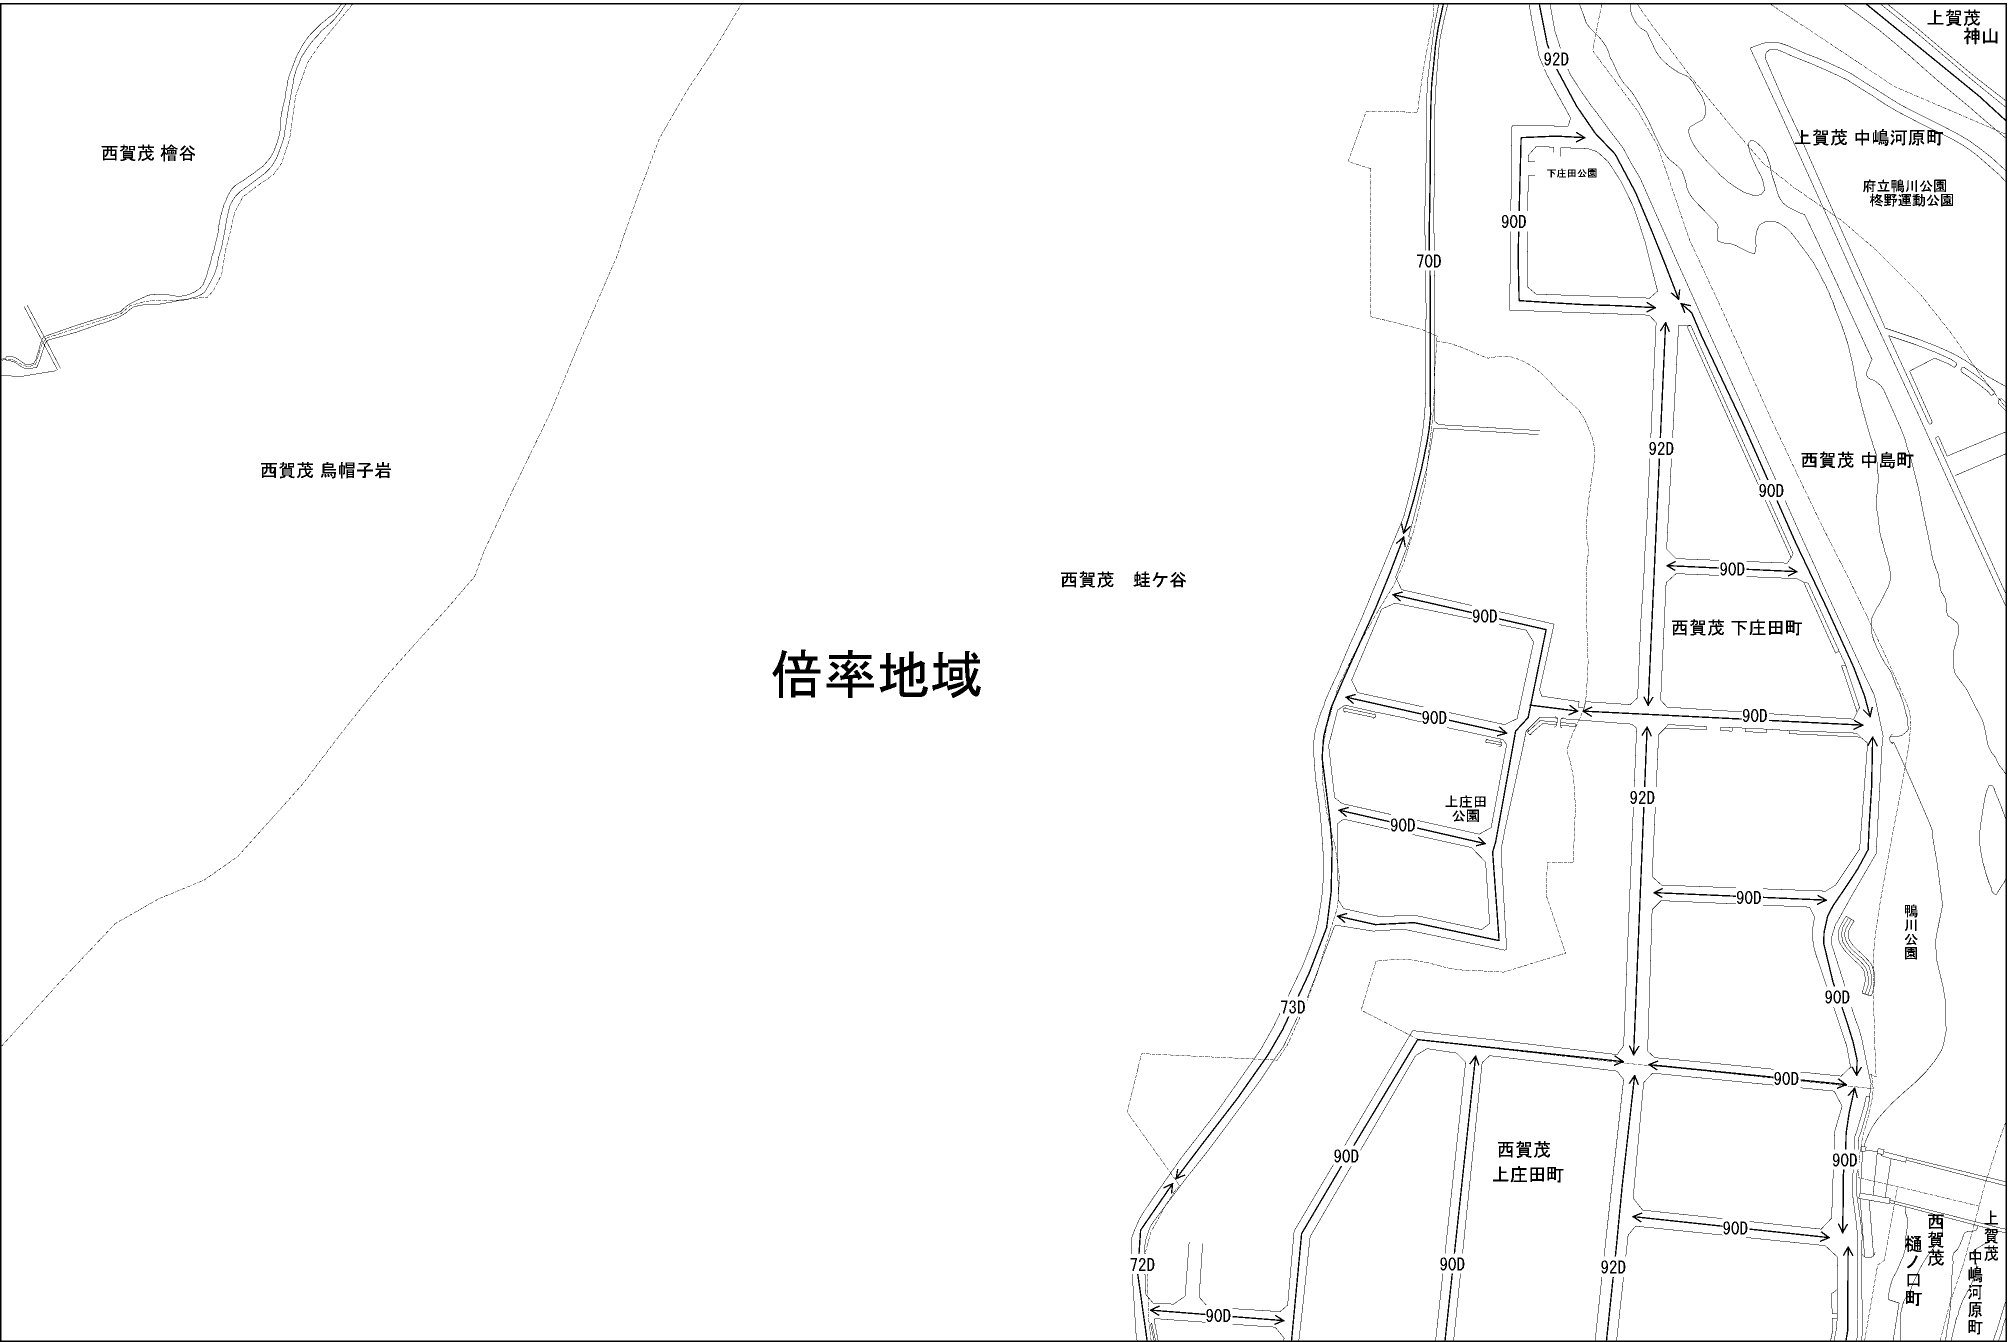 上賀茂
神山
92D
上賀茂 中嶋河原町
西賀茂 檜谷
下庄田公園
府立鴨川公園
柊野運動公園
90D
70D
92D
西賀茂 中島町
西賀茂 烏帽子岩
90D
90D
西賀茂　蛙ケ谷
90D
西賀茂 下庄田町
倍率地域
90D
90D
92D
上庄田
公園
90D
90D
鴨川公園
90D
73D
90D
西賀茂
上庄田町
90D
90D
90D
西賀茂
樋ノ口町
上賀茂
中嶋河原町
72D
90D
92D
90D